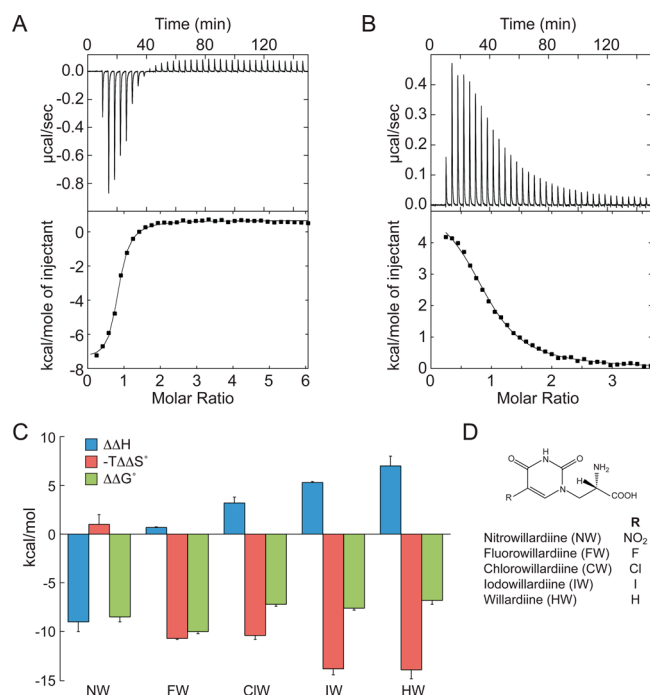 A
B
Time (min)
Time (min)
0 40 80 120
0 40 80 120
0.0
-0.2
-0.4
-0.6
-0.8
µcal/sec
0.5
0.4
0.3
0.2
0.1
0.0
µcal/sec
0
-2
-4
-6
-8
kcal/mole of injectant
4
3
2
1
0
kcal/mole of injectant
0 1 2 3 4 5 6
0 1 2 3
Molar Ratio
Molar Ratio
C
D
ΔΔH
-TΔΔS°
ΔΔG°
10
5
0
-5
-10
-15
kcal/mol
NW FW ClW IW HW
O NH O NH₂
H
R N COOH
R
Nitrowillardiine (NW) NO₂
Fluorowillardiine (FW) F
Chlorowillardiine (CW) Cl
Iodowillardiine (IW) I
Willardiine (HW) H